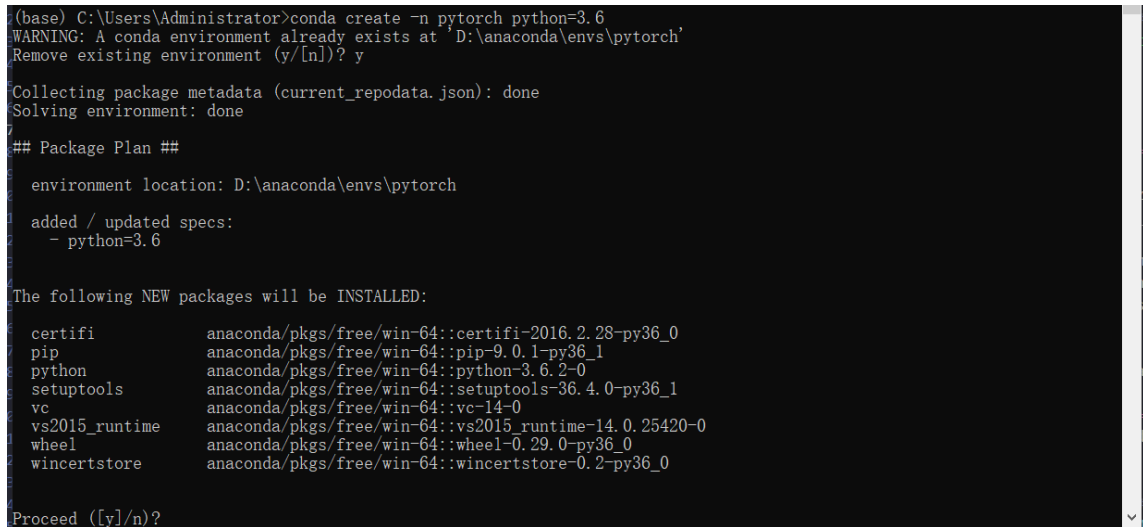 (base) C:\Users\Administrator>conda create -n pytorch python=3.6
WARNING: A conda environment already exists at 'D:\anaconda\envs\pytorch'
Remove existing environment (y/[n])? y
Collecting package metadata (current_repodata.json): done
Solving environment: done
## Package Plan ##
environment location: D:\anaconda\envs\pytorch
added / updated specs:
- python=3.6
The following NEW packages will be INSTALLED:
certifi anaconda/pkgs/free/win-64::certifi-2016.2.28-py36_0
pip anaconda/pkgs/free/win-64::pip-9.0.1-py36_1
python anaconda/pkgs/free/win-64::python-3.6.2-0
setuptools anaconda/pkgs/free/win-64::setuptools-36.4.0-py36_1
vc anaconda/pkgs/free/win-64::vc-14-0
vs2015_runtime anaconda/pkgs/free/win-64::vs2015_runtime-14.0.25420-0
wheel anaconda/pkgs/free/win-64::wheel-0.29.0-py36_0
wincertstore anaconda/pkgs/free/win-64::wincertstore-0.2-py36_0
Proceed ([y]/n)?